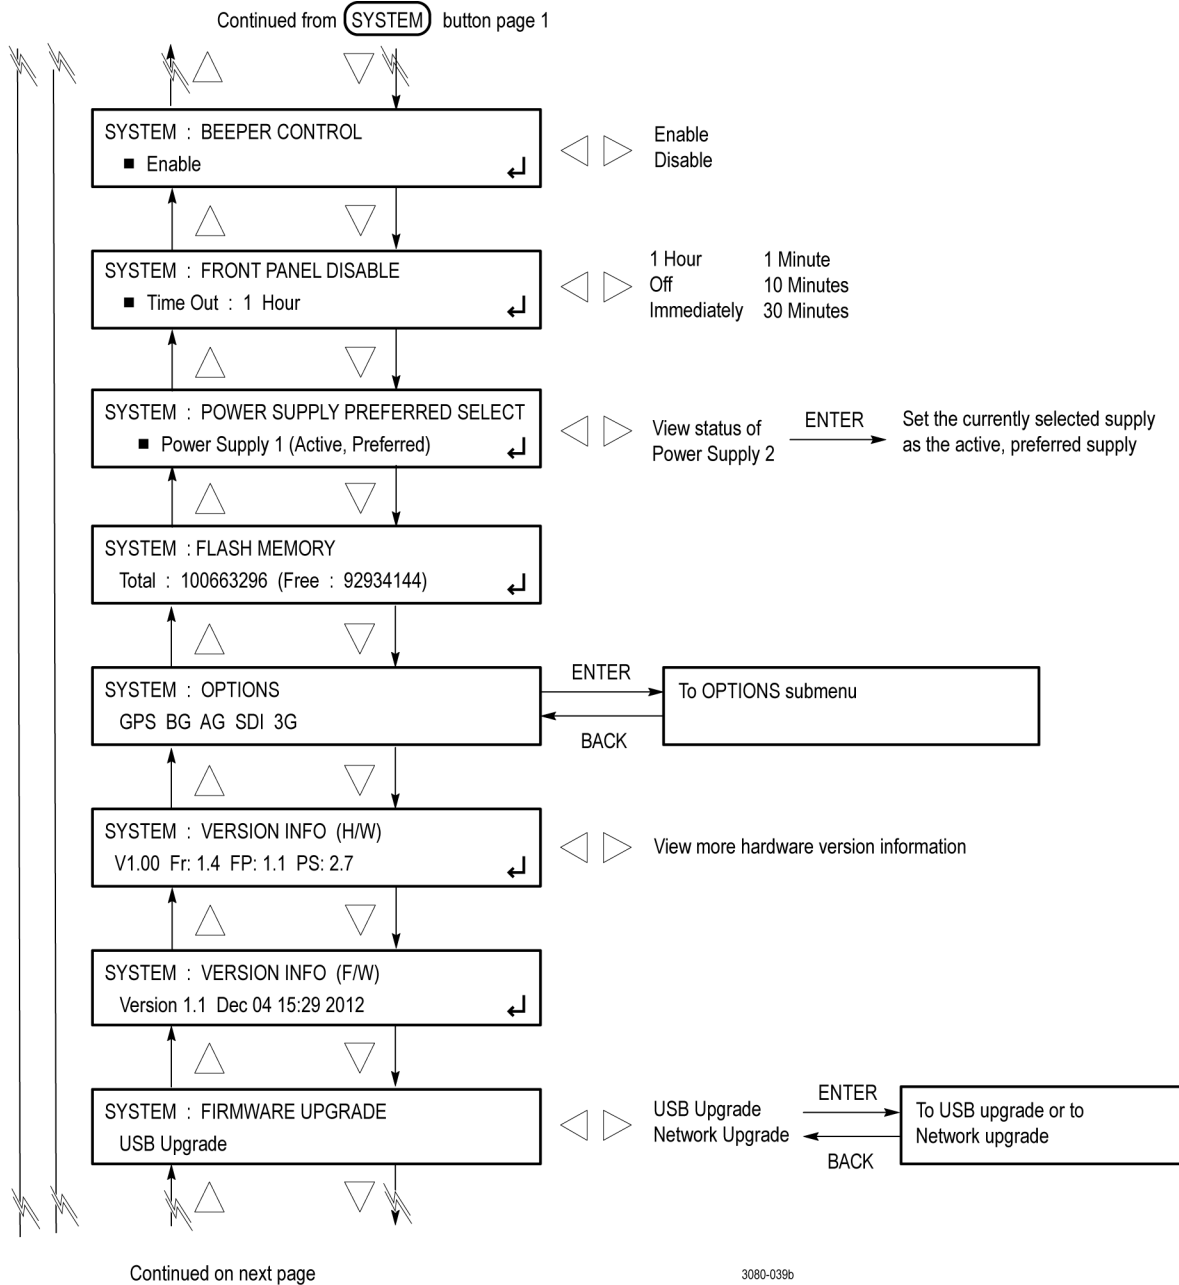 Continued from SYSTEM button page 1
SYSTEM : BEEPER CONTROL
■ Enable
Enable
Disable
SYSTEM : FRONT PANEL DISABLE
■ Time Out : 1 Hour
1 Hour 1 Minute
Off 10 Minutes
Immediately 30 Minutes
SYSTEM : POWER SUPPLY PREFERRED SELECT
■ Power Supply 1 (Active, Preferred)
View status of
Power Supply 2
ENTER
Set the currently selected supply
as the active, preferred supply
SYSTEM : FLASH MEMORY
Total : 100663296 (Free : 92934144)
SYSTEM : OPTIONS
GPS BG AG SDI 3G
ENTER
BACK
To OPTIONS submenu
SYSTEM : VERSION INFO (H/W)
V1.00 Fr: 1.4 FP: 1.1 PS: 2.7
View more hardware version information
SYSTEM : VERSION INFO (F/W)
Version 1.1 Dec 04 15:29 2012
SYSTEM : FIRMWARE UPGRADE
USB Upgrade
USB Upgrade
Network Upgrade
ENTER
BACK
To USB upgrade or to
Network upgrade
Continued on next page
3080-039b